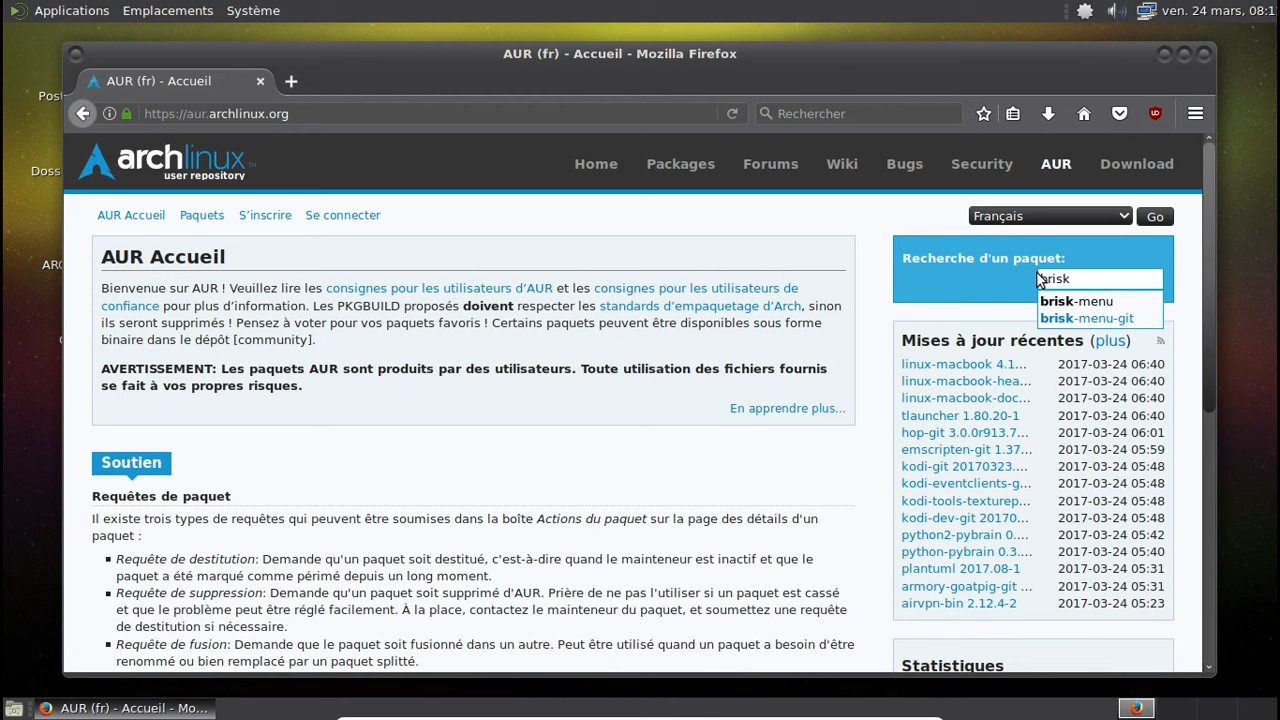 Applications Emplacements Système
ven. 24 mars, 08:1
AUR (fr) - Accueil - Mozilla Firefox
AUR (fr) - Accueil
https://aur.archlinux.org
Rechercher
archlinux
user repository
Home Packages Forums Wiki Bugs Security AUR Download
AUR Accueil Paquets S'inscrire Se connecter
Français Go
AUR Accueil
Bienvenue sur AUR ! Veuillez lire les consignes pour les utilisateurs d'AUR et les consignes pour les utilisateurs de
confiance pour plus d'information. Les PKGBUILD proposés doivent respecter les standards d'empaquetage d'Arch, sinon
ils seront supprimés ! Pensez à voter pour vos paquets favoris ! Certains paquets peuvent être disponibles sous forme
binaire dans le dépôt [community].
AVERTISSEMENT: Les paquets AUR sont produits par des utilisateurs. Toute utilisation des fichiers fournis
se fait à vos propres risques.
En apprendre plus...
Soutien
Requêtes de paquet
Il existe trois types de requêtes qui peuvent être soumises dans la boîte Actions du paquet sur la page des détails d'un
paquet :
Requête de destitution: Demande qu'un paquet soit destitué, c'est-à-dire quand le mainteneur est inactif et que le
paquet a été marqué comme périmé depuis un long moment.
Requête de suppression: Demande qu'un paquet soit supprimé d'AUR. Prière de ne pas l'utiliser si un paquet est cassé
et que le problème peut être réglé facilement. À la place, contactez le mainteneur du paquet, et soumettez une requête
de destitution si nécessaire.
Requête de fusion: Demande que le paquet soit fusionné dans un autre. Peut être utilisé quand un paquet a besoin d'être
renommé ou bien remplacé par un paquet splitté.
Recherche d'un paquet:
brisk
brisk-menu
brisk-menu-git
Mises à jour récentes (plus)
linux-macbook 4.1... 2017-03-24 06:40
linux-macbook-hea... 2017-03-24 06:40
linux-macbook-doc... 2017-03-24 06:40
tlauncher 1.80.20-1 2017-03-24 06:40
hop-git 3.0.0r913.7... 2017-03-24 06:01
emscripten-git 1.37... 2017-03-24 05:59
kodi-git 20170323.... 2017-03-24 05:48
kodi-eventclients-g... 2017-03-24 05:48
kodi-tools-texturep... 2017-03-24 05:48
kodi-dev-git 20170... 2017-03-24 05:48
python2-pybrain 0.... 2017-03-24 05:42
python-pybrain 0.3.... 2017-03-24 05:40
plantuml 2017.08-1 2017-03-24 05:31
armory-goatpig-git ... 2017-03-24 05:31
airvpn-bin 2.12.4-2 2017-03-24 05:23
Statistiques
Post
Doss
ARC
AUR (fr) - Accueil - Mo...